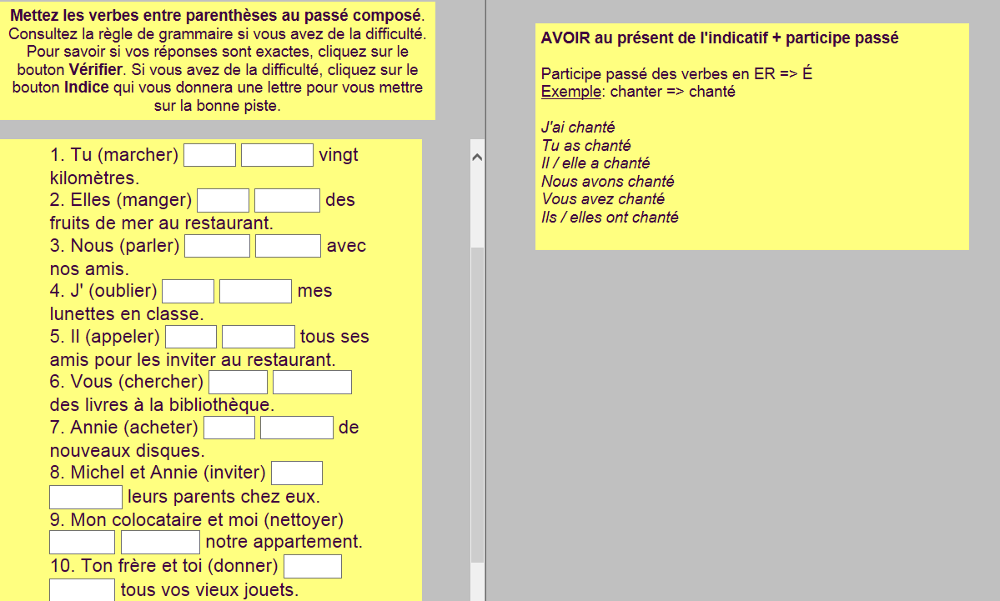 Mettez les verbes entre parenthèses au passé composé.
Consultez la règle de grammaire si vous avez de la difficulté.
Pour savoir si vos réponses sont exactes, cliquez sur le
bouton Vérifier. Si vous avez de la difficulté, cliquez sur le
bouton Indice qui vous donnera une lettre pour vous mettre
sur la bonne piste.
1. Tu (marcher) vingt
kilomètres.
2. Elles (manger) des
fruits de mer au restaurant.
3. Nous (parler) avec
nos amis.
4. J' (oublier) mes
lunettes en classe.
5. Il (appeler) tous ses
amis pour les inviter au restaurant.
6. Vous (chercher)
des livres à la bibliothèque.
7. Annie (acheter) de
nouveaux disques.
8. Michel et Annie (inviter)
leurs parents chez eux.
9. Mon colocataire et moi (nettoyer)
notre appartement.
10. Ton frère et toi (donner)
tous vos vieux jouets.
AVOIR au présent de l'indicatif + participe passé
Participe passé des verbes en ER => É
Exemple: chanter => chanté
J'ai chanté
Tu as chanté
Il / elle a chanté
Nous avons chanté
Vous avez chanté
Ils / elles ont chanté